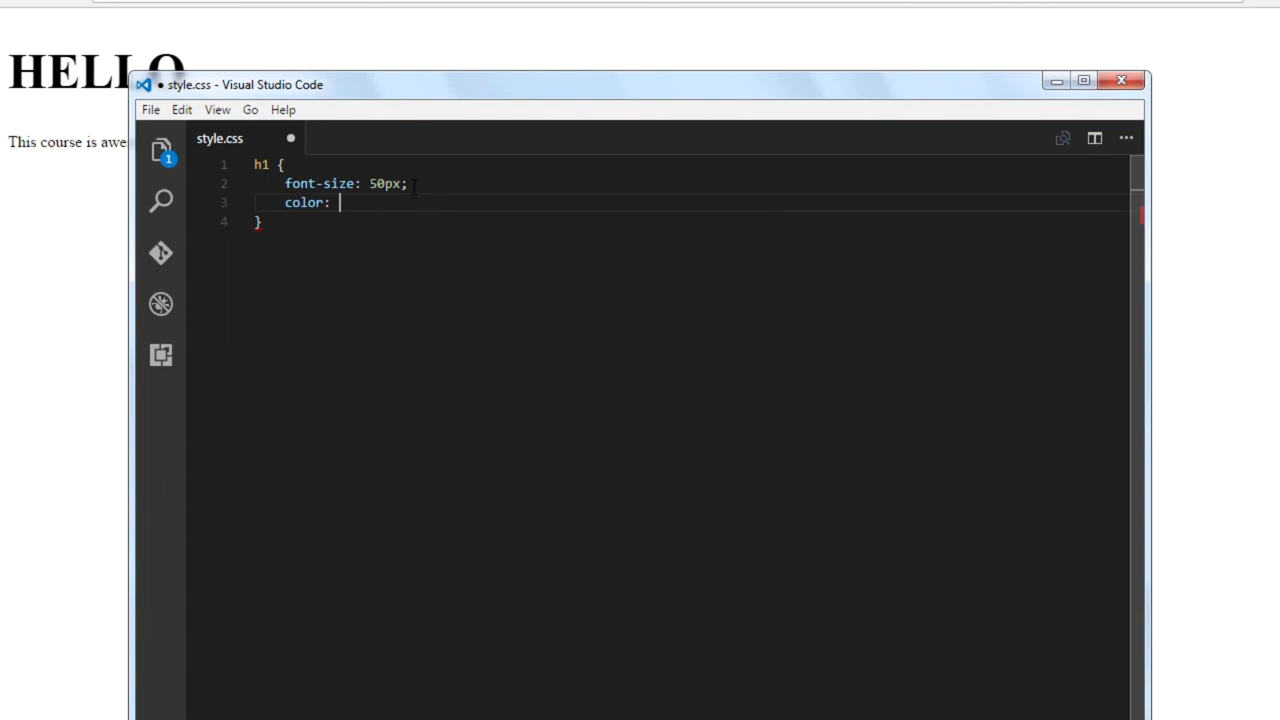 HELLO
This course is awe
● style.css - Visual Studio Code
File Edit View Go Help
1
style.css ●
1 h1 {
2 font-size: 50px;
3 color:
4 }